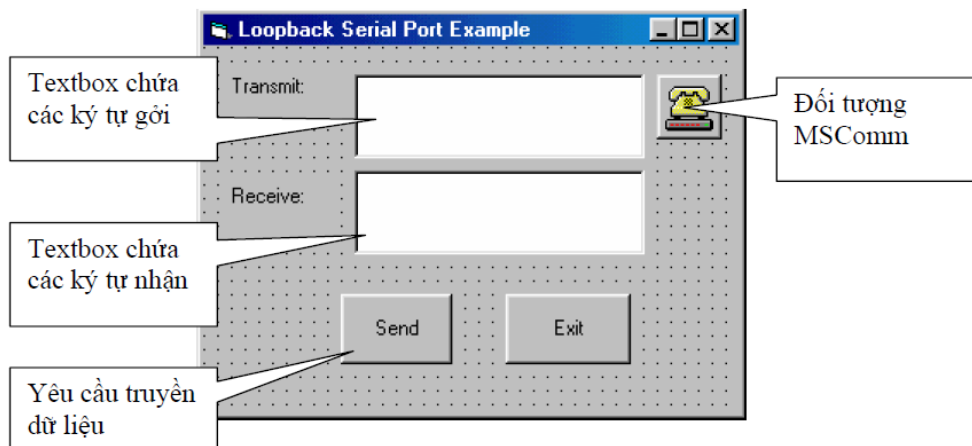 Loopback Serial Port Example
Textbox chứa
các ký tự gởi
Transmit:
Đối tượng
MSComm
Receive:
Textbox chứa
các ký tự nhận
Send
Exit
Yêu cầu truyền
dữ liệu